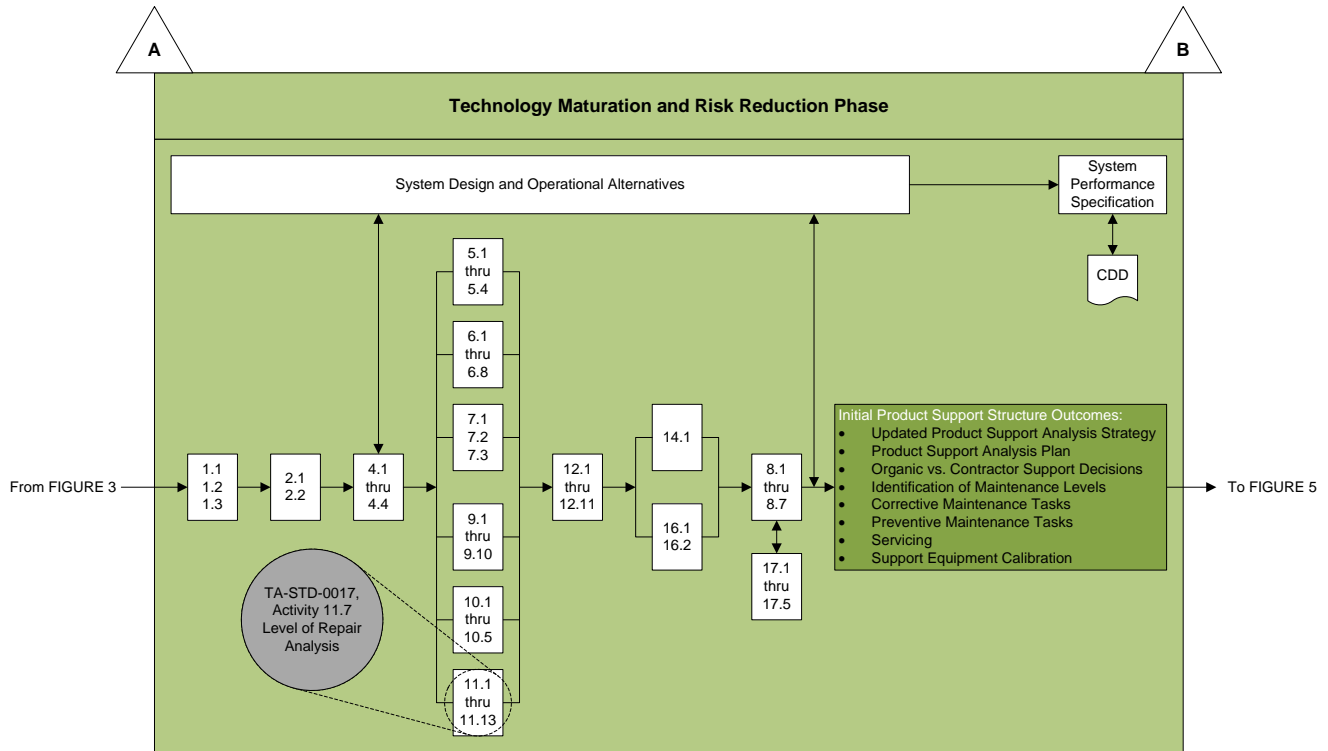 A
B
Technology Maturation and Risk Reduction Phase
System Design and Operational Alternatives
System
Performance
Specification
CDD
5.1
thru
5.4
6.1
thru
6.8
7.1
7.2
7.3
From FIGURE 3
1.1
1.2
1.3
2.1
2.2
4.1
thru
4.4
9.1
thru
9.10
10.1
thru
10.5
11.1
thru
11.13
TA-STD-0017,
Activity 11.7
Level of Repair
Analysis
12.1
thru
12.11
14.1
16.1
16.2
8.1
thru
8.7
17.1
thru
17.5
Initial Product Support Structure Outcomes:
• Updated Product Support Analysis Strategy
• Product Support Analysis Plan
• Organic vs. Contractor Support Decisions
• Identification of Maintenance Levels
• Corrective Maintenance Tasks
• Preventive Maintenance Tasks
• Servicing
• Support Equipment Calibration
To FIGURE 5